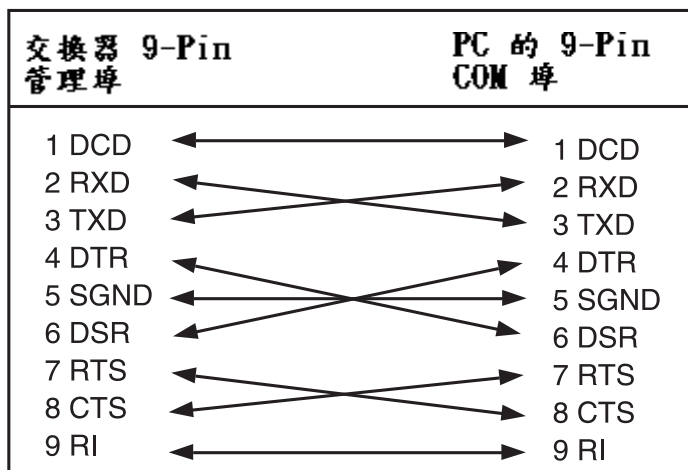 交換器 9-Pin
管理埠
PC 的 9-Pin
COM 埠
1 DCD
2 RXD
3 TXD
4 DTR
5 SGND
6 DSR
7 RTS
8 CTS
9 RI
1 DCD
2 RXD
3 TXD
4 DTR
5 SGND
6 DSR
7 RTS
8 CTS
9 RI